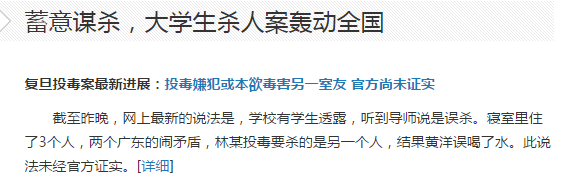 蓄意谋杀，大学生杀人案轰动全国
复旦投毒案最新进展：投毒嫌犯或本欲毒害另一室友 官方尚未证实
截至昨晚，网上最新的说法是，学校有学生透露，听到导师说是误杀。寝室里住
了3个人，两个广东的闹矛盾，林某投毒要杀的是另一个人，结果黄洋误喝了水。此说
法未经官方证实。[详细]